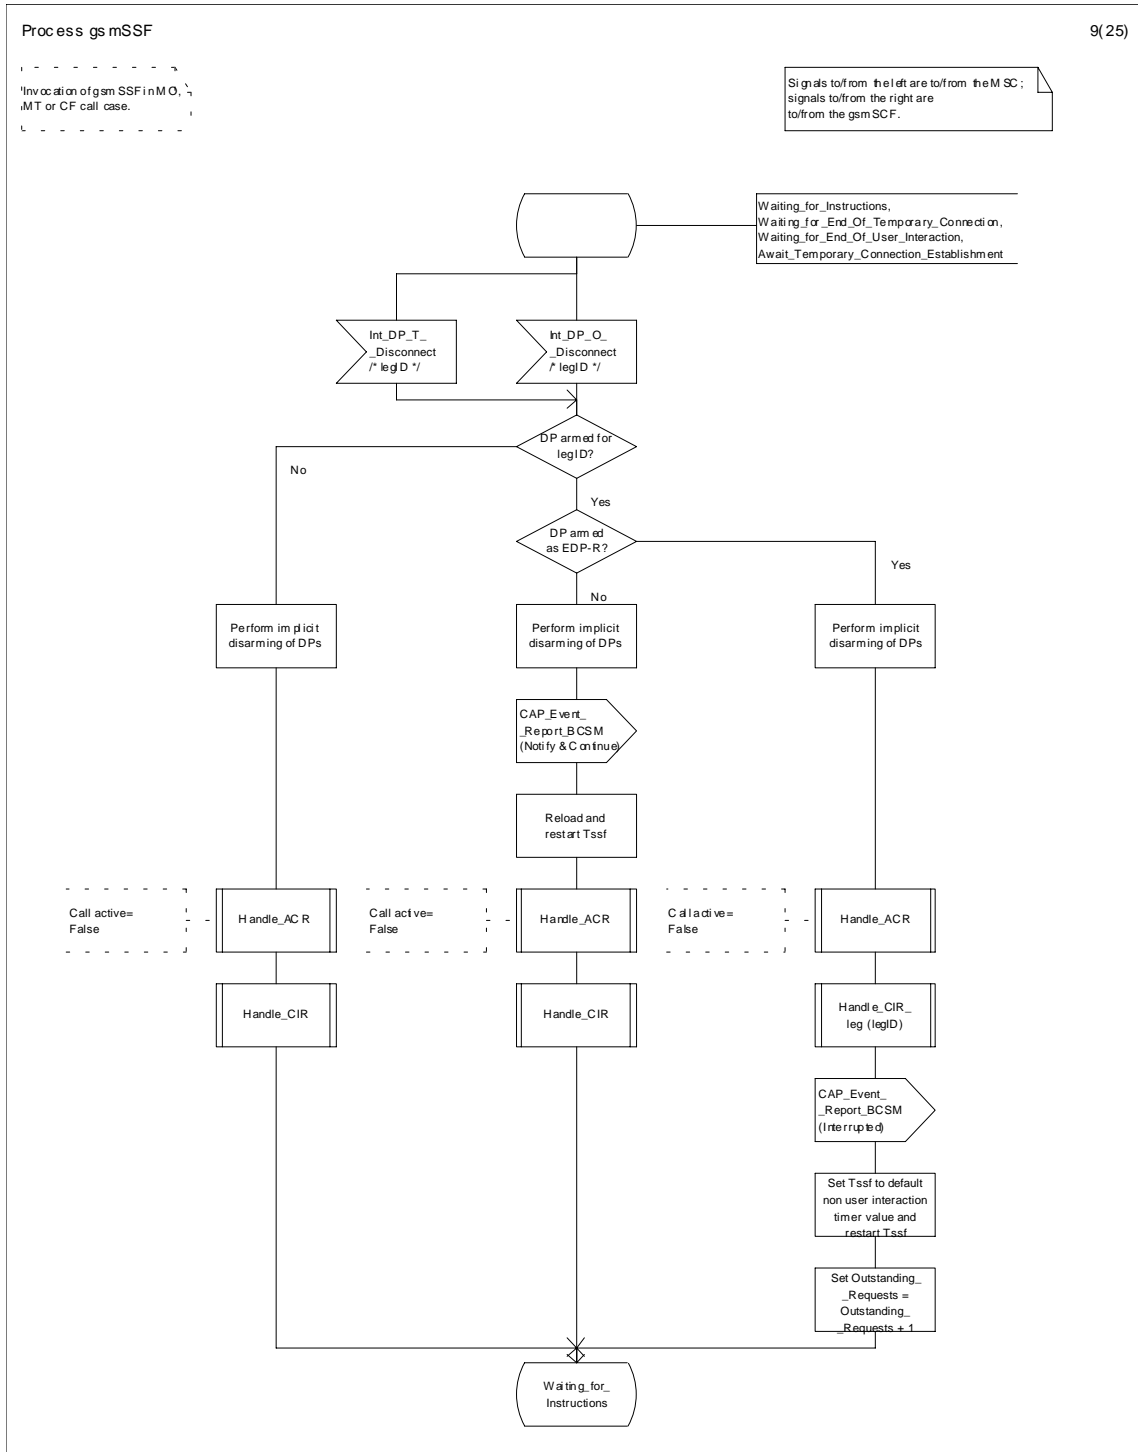 Process gsmSSF
9(25)
Invocation of gsmSSF in MO,
MT or CF call case.
Signals to/from the left are to/from the MSC;
signals to/from the right are
to/from the gsmSCF.
Waiting_for_Instructions,
Waiting_for_End_Of_Temporary_Connection,
Waiting_for_End_Of_User_Interaction,
Await_Temporary_Connection_Establishment
Int_DP_T_
_Disconnect
/* legID */
Int_DP_O_
_Disconnect
/* legID */
DP armed for
legID?
No
Yes
DP armed
as EDP-R?
Yes
No
Perform implicit
disarming of DPs
Perform implicit
disarming of DPs
Perform implicit
disarming of DPs
CAP_Event_
_Report_BCSM
(Notify & Continue)
Reload and
restart Tssf
Call active=
False
Handle_ACR
Call active=
False
Handle_ACR
Call active=
False
Handle_ACR
Handle_CIR
Handle_CIR
Handle_CIR_
leg (legID)
CAP_Event_
_Report_BCSM
(Interrupted)
Set Tssf to default
non user interaction
timer value and
restart Tssf
Set Outstanding_
_Requests =
Outstanding_
_Requests + 1
Waiting_for_
Instructions